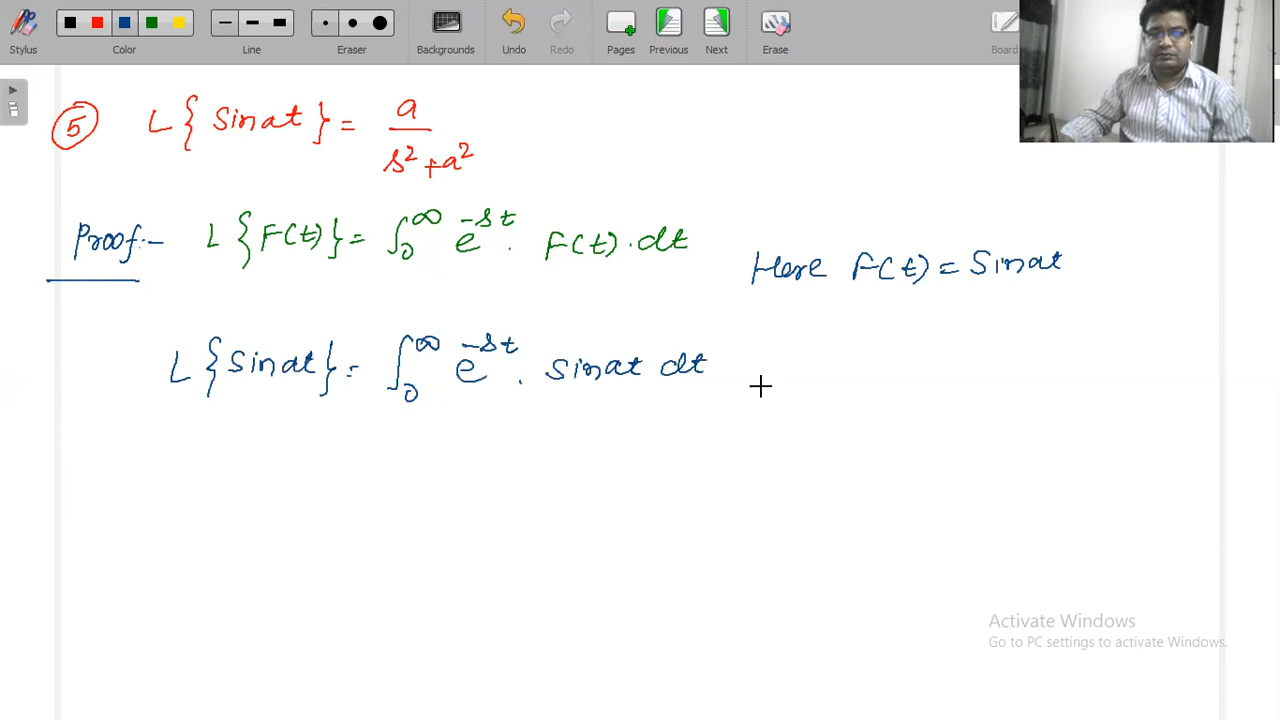 Stylus Color Line Eraser Backgrounds Undo Redo Pages Previous Next Erase Board
⑤ L{Sinat} = a/(s²+a²)
Proof:- L{F(t)} = ∫₀^∞ e^-st . F(t).dt
Here F(t) = Sinat
L{Sinat} = ∫₀^∞ e^-st . sinat dt
Activate Windows
Go to PC settings to activate Windows.